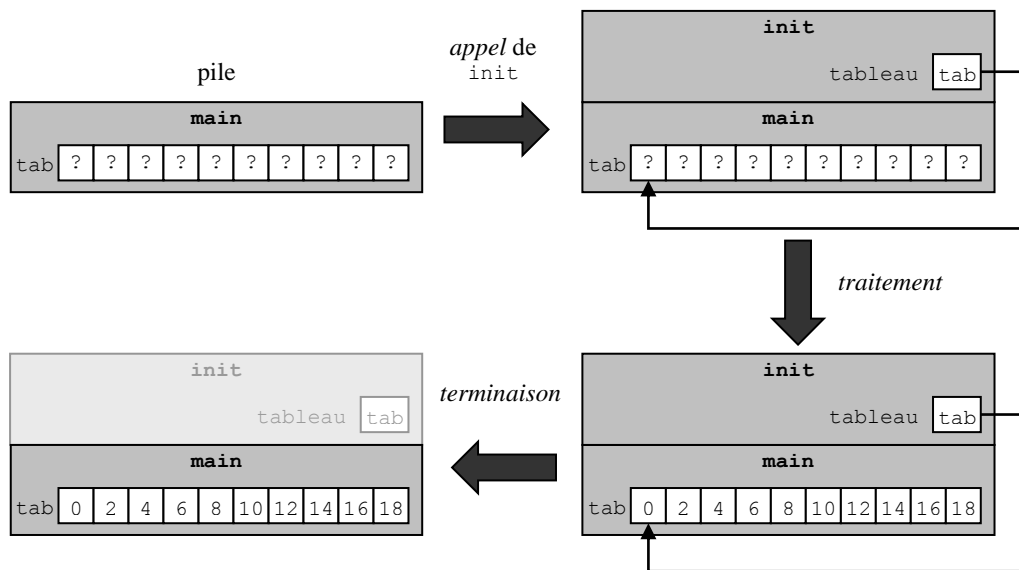 pile
main
tab ? ? ? ? ? ? ? ? ? ?
appel de
init
init
tableau tab
main
tab ? ? ? ? ? ? ? ? ? ?
traitement
init
tableau tab
main
tab 0 2 4 6 8 10 12 14 16 18
terminaison
init
tableau tab
main
tab 0 2 4 6 8 10 12 14 16 18